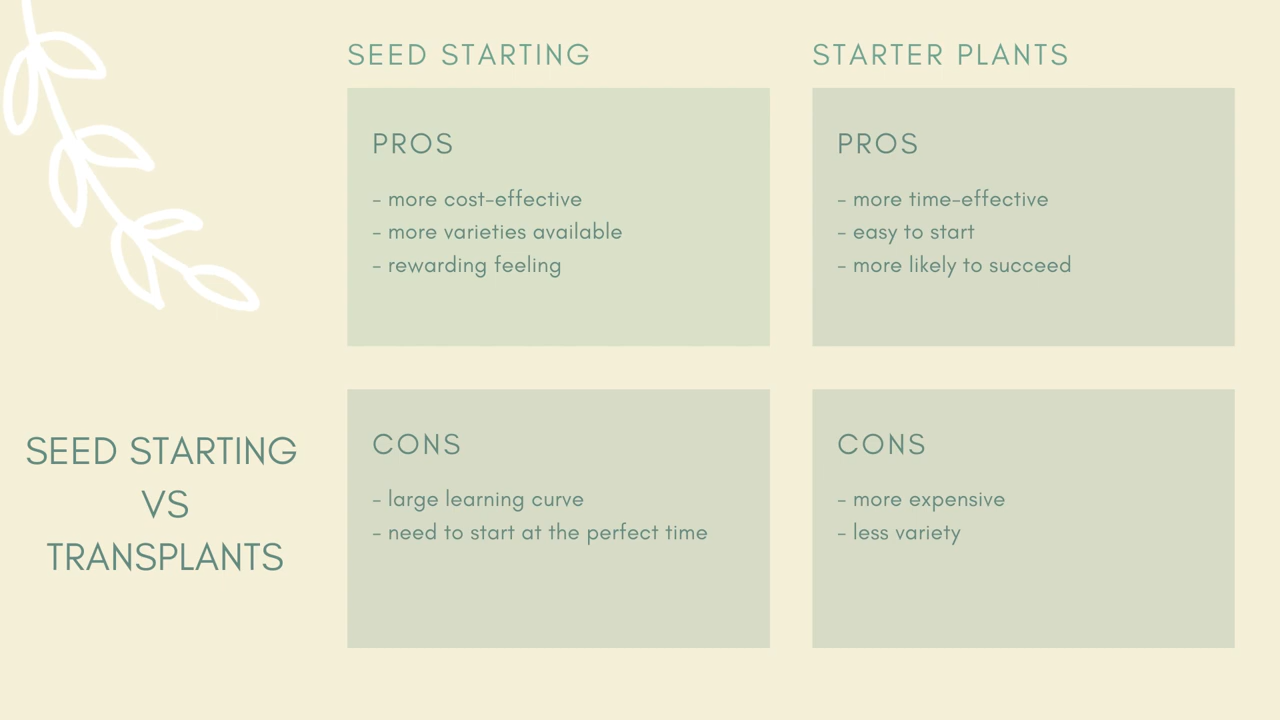 SEED STARTING
VS
TRANSPLANTS
SEED STARTING
PROS
- more cost-effective
- more varieties available
- rewarding feeling
CONS
- large learning curve
- need to start at the perfect time
STARTER PLANTS
PROS
- more time-effective
- easy to start
- more likely to succeed
CONS
- more expensive
- less variety